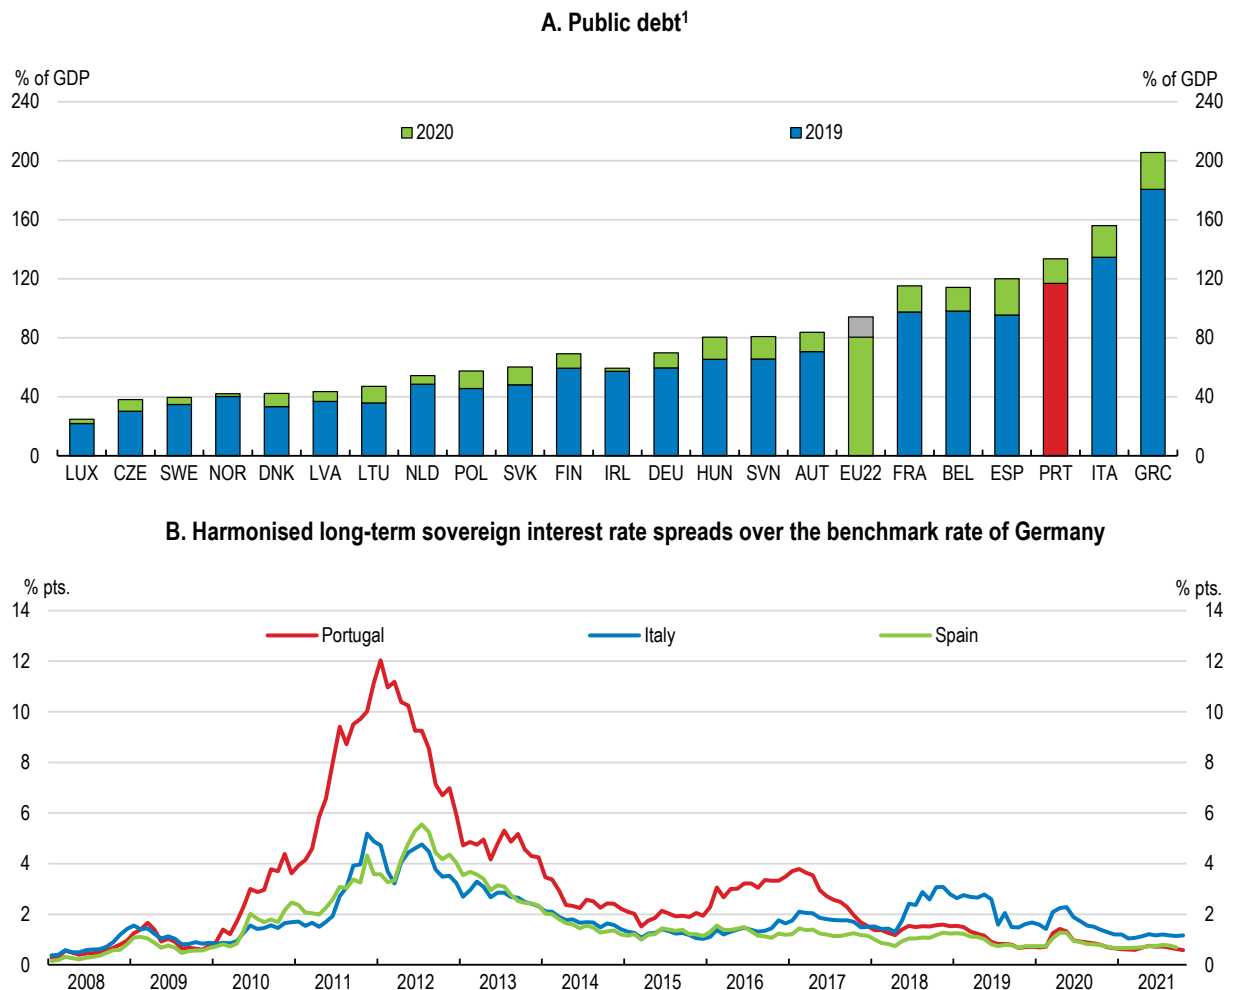 A. Public debt1
% of GDP % of GDP
240 240
2020 2019
200 200
160 160
120 120
80 80
40 40
0 0
LUX CZE SWE NOR DNK LVA LTU NLD POL SVK FIN IRL DEU HUN SVN AUT EU22 FRA BEL ESP PRT ITA GRC
B. Harmonised long-term sovereign interest rate spreads over the benchmark rate of Germany
% pts. % pts.
14 14
Portugal Italy Spain
12 12
10 10
8 8
6 6
4 4
2 2
0 0
2008 2009 2010 2011 2012 2013 2014 2015 2016 2017 2018 2019 2020 2021